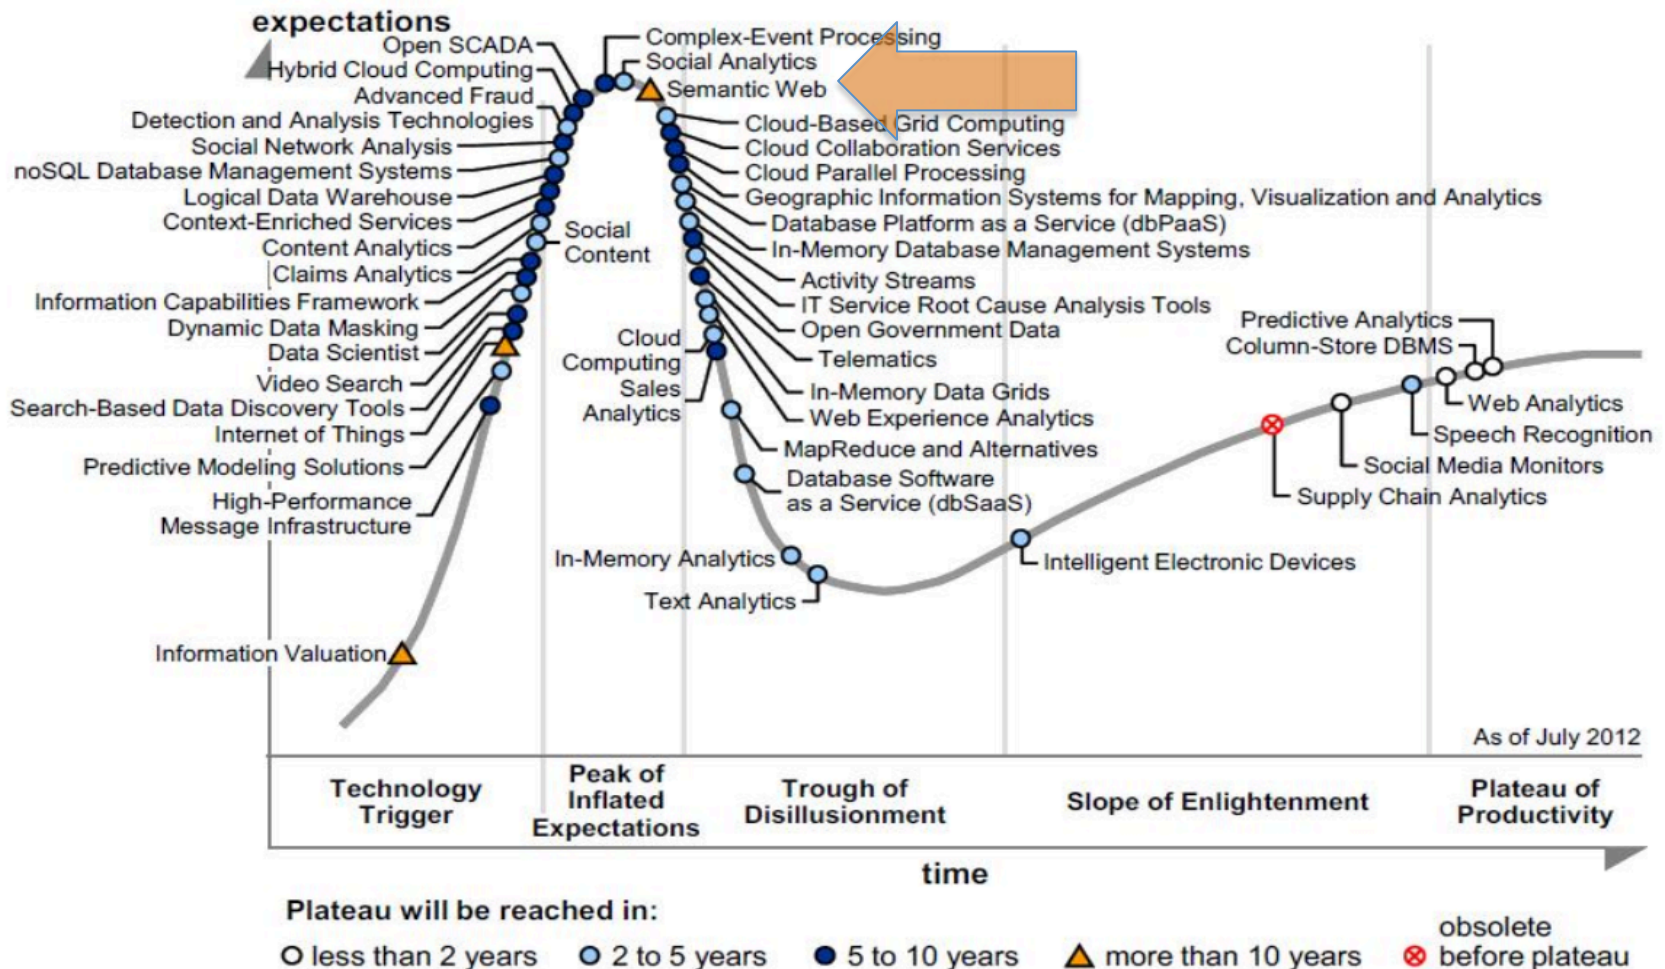 expectations
Open SCADA
Hybrid Cloud Computing
Advanced Fraud
Detection and Analysis Technologies
Social Network Analysis
noSQL Database Management Systems
Logical Data Warehouse
Context-Enriched Services
Content Analytics
Claims Analytics
Information Capabilities Framework
Dynamic Data Masking
Data Scientist
Video Search
Search-Based Data Discovery Tools
Internet of Things
Predictive Modeling Solutions
High-Performance
Message Infrastructure
Information Valuation
Complex-Event Processing
Social Analytics
Semantic Web
Social
Content
Cloud
Computing
Sales
Analytics
Cloud-Based Grid Computing
Cloud Collaboration Services
Cloud Parallel Processing
Geographic Information Systems for Mapping, Visualization and Analytics
Database Platform as a Service (dbPaaS)
In-Memory Database Management Systems
Activity Streams
IT Service Root Cause Analysis Tools
Open Government Data
Telematics
In-Memory Data Grids
Web Experience Analytics
MapReduce and Alternatives
Database Software
as a Service (dbSaaS)
In-Memory Analytics
Text Analytics
Intelligent Electronic Devices
Predictive Analytics
Column-Store DBMS
Web Analytics
Speech Recognition
Social Media Monitors
Supply Chain Analytics
As of July 2012
Technology
Trigger
Peak of
Inflated
Expectations
Trough of
Disillusionment
Slope of Enlightenment
Plateau of
Productivity
time
Plateau will be reached in:
less than 2 years
2 to 5 years
5 to 10 years
more than 10 years
obsolete
before plateau